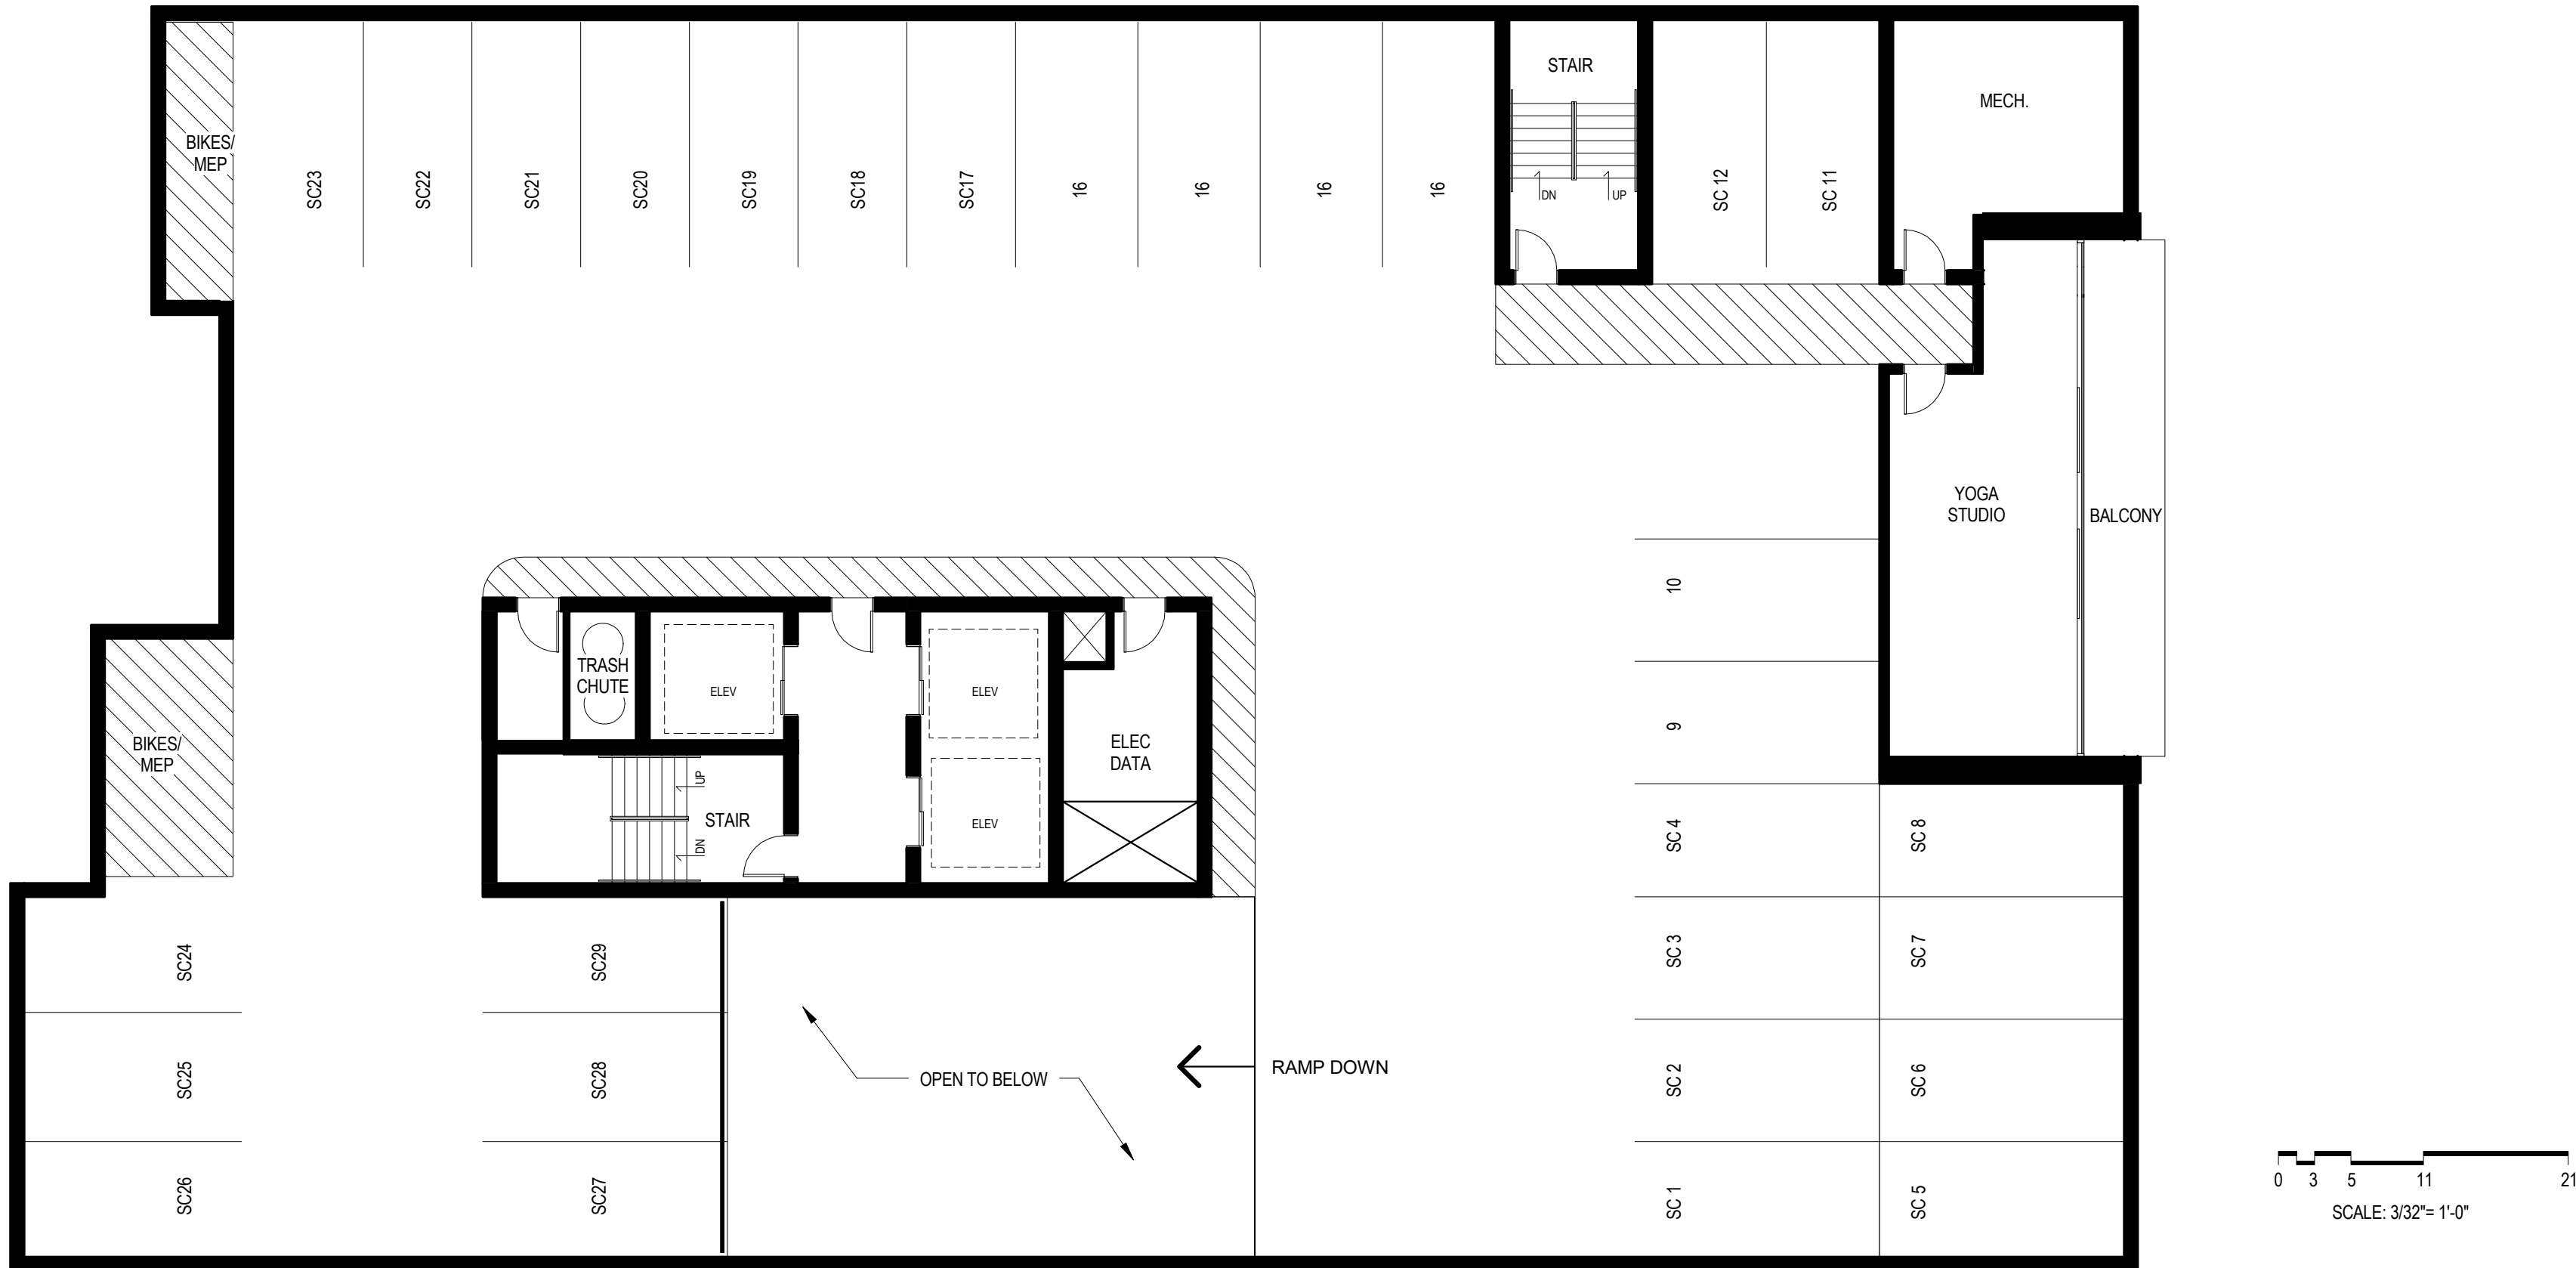 STAIR
MECH.
BIKES/
MEP
SC23
SC22
SC21
SC20
SC19
SC18
SC17
16
16
16
16
DN
UP
SC 12
SC 11
YOGA
STUDIO
BALCONY
10
9
TRASH
CHUTE
ELEV
ELEV
ELEV
ELEC
DATA
UP
STAIR
DN
BIKES/
MEP
SC 4
SC 8
SC24
SC29
SC 3
SC 7
SC25
SC28
OPEN TO BELOW
RAMP DOWN
SC 2
SC 6
SC26
SC27
SC 1
SC 5
0 3 5 11 21
SCALE: 3/32"= 1'-0"